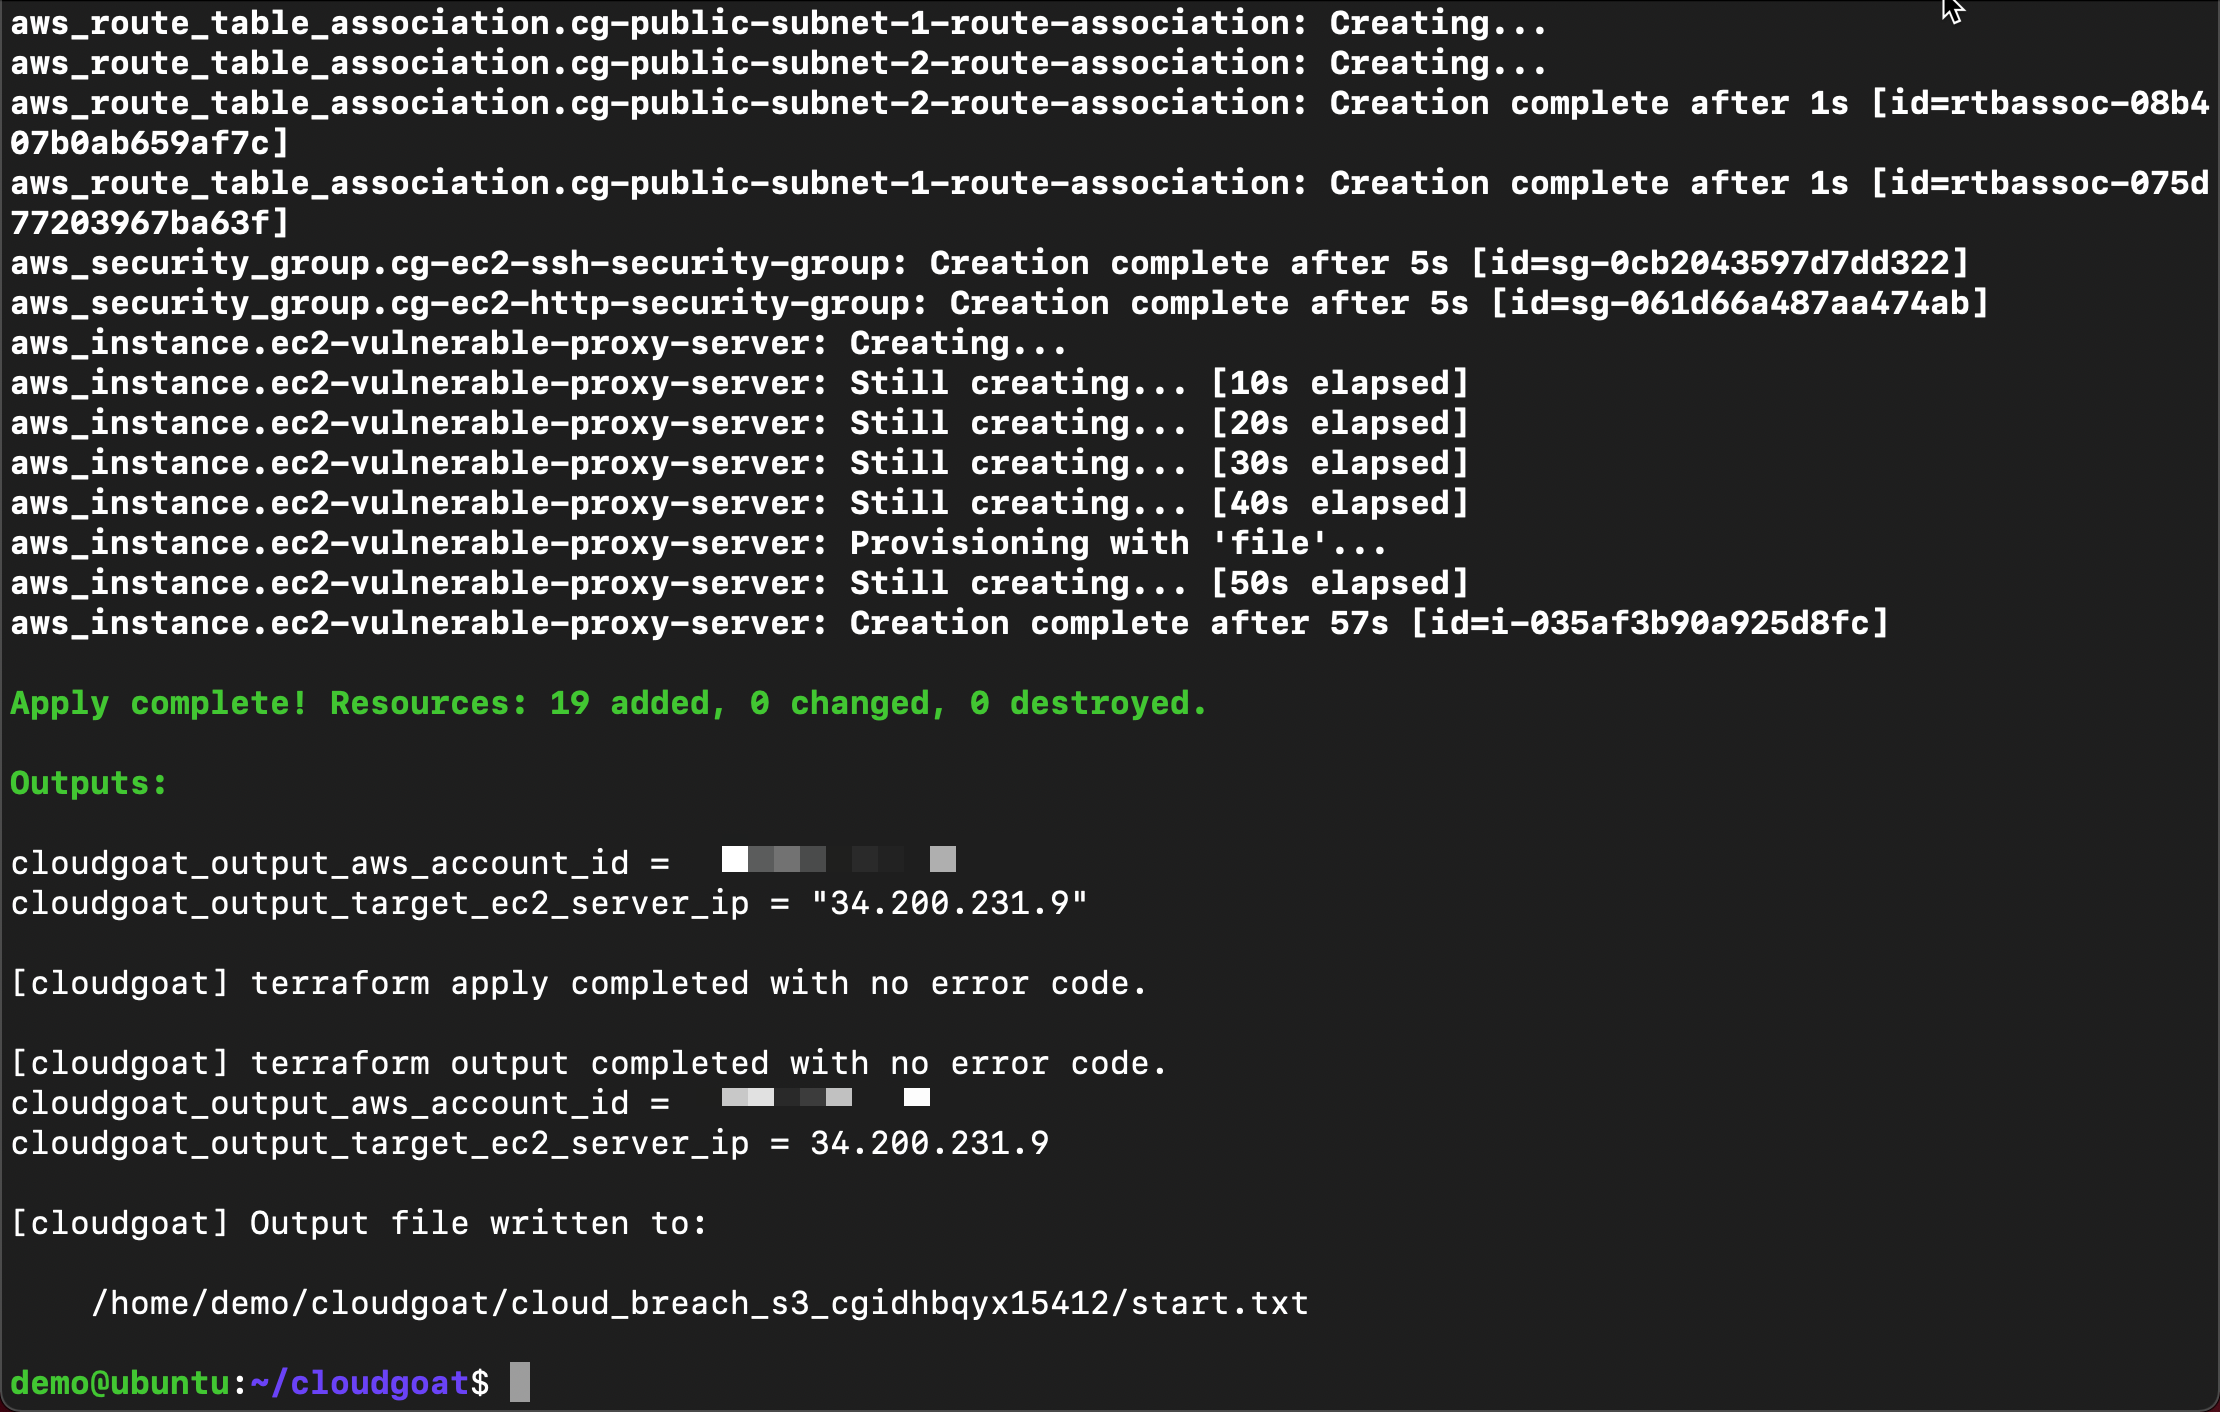 aws_route_table_association.cg-public-subnet-1-route-association: Creating...
aws_route_table_association.cg-public-subnet-2-route-association: Creating...
aws_route_table_association.cg-public-subnet-2-route-association: Creation complete after 1s [id=rtbassoc-08b4
07b0ab659af7c]
aws_route_table_association.cg-public-subnet-1-route-association: Creation complete after 1s [id=rtbassoc-075d
77203967ba63f]
aws_security_group.cg-ec2-ssh-security-group: Creation complete after 5s [id=sg-0cb2043597d7dd322]
aws_security_group.cg-ec2-http-security-group: Creation complete after 5s [id=sg-061d66a487aa474ab]
aws_instance.ec2-vulnerable-proxy-server: Creating...
aws_instance.ec2-vulnerable-proxy-server: Still creating... [10s elapsed]
aws_instance.ec2-vulnerable-proxy-server: Still creating... [20s elapsed]
aws_instance.ec2-vulnerable-proxy-server: Still creating... [30s elapsed]
aws_instance.ec2-vulnerable-proxy-server: Still creating... [40s elapsed]
aws_instance.ec2-vulnerable-proxy-server: Provisioning with 'file'...
aws_instance.ec2-vulnerable-proxy-server: Still creating... [50s elapsed]
aws_instance.ec2-vulnerable-proxy-server: Creation complete after 57s [id=i-035af3b90a925d8fc]
Apply complete! Resources: 19 added, 0 changed, 0 destroyed.
Outputs:
cloudgoat_output_aws_account_id =
cloudgoat_output_target_ec2_server_ip = "34.200.231.9"
[cloudgoat] terraform apply completed with no error code.
[cloudgoat] terraform output completed with no error code.
cloudgoat_output_aws_account_id =
cloudgoat_output_target_ec2_server_ip = 34.200.231.9
[cloudgoat] Output file written to:
/home/demo/cloudgoat/cloud_breach_s3_cgidhbqyx15412/start.txt
demo@ubuntu:~/cloudgoat$